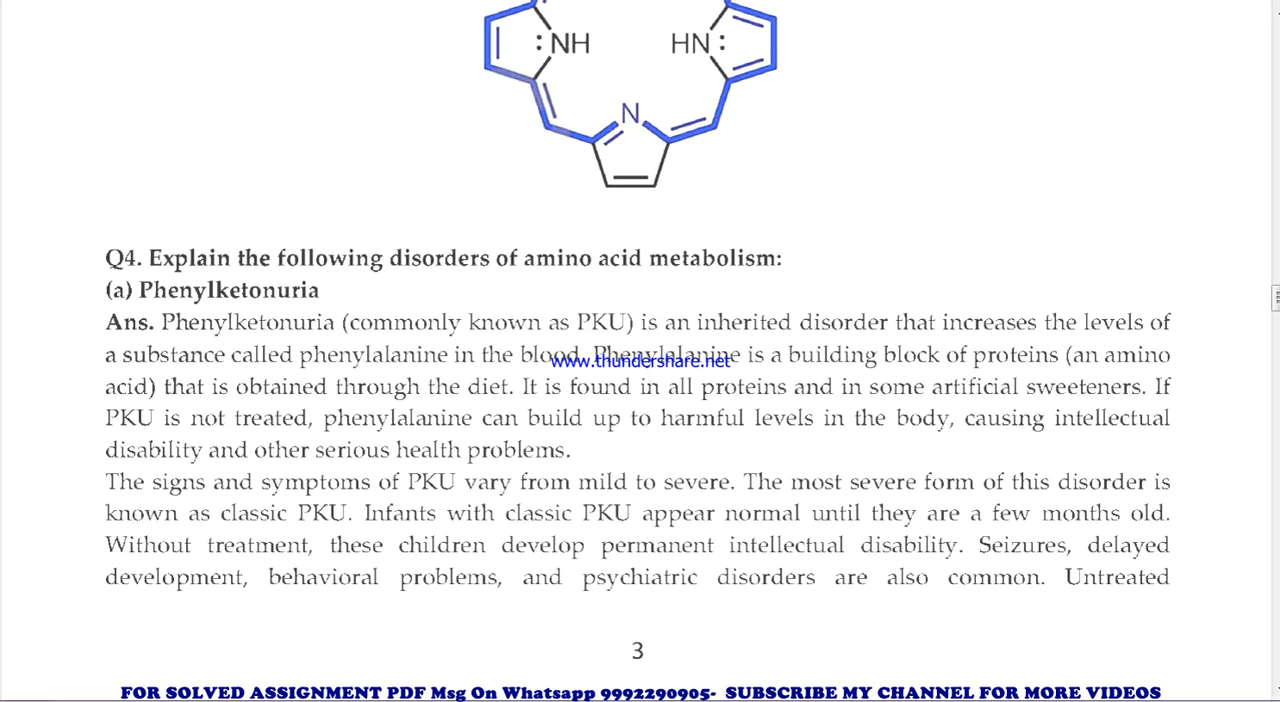 :NH HN:
N
Q4. Explain the following disorders of amino acid metabolism:
(a) Phenylketonuria
Ans. Phenylketonuria (commonly known as PKU) is an inherited disorder that increases the levels of
a substance called phenylalanine in the blood. Phenylalanine is a building block of proteins (an amino
www.thundershare.net
acid) that is obtained through the diet. It is found in all proteins and in some artificial sweeteners. If
PKU is not treated, phenylalanine can build up to harmful levels in the body, causing intellectual
disability and other serious health problems.
The signs and symptoms of PKU vary from mild to severe. The most severe form of this disorder is
known as classic PKU. Infants with classic PKU appear normal until they are a few months old.
Without treatment, these children develop permanent intellectual disability. Seizures, delayed
development, behavioral problems, and psychiatric disorders are also common. Untreated
3
FOR SOLVED ASSIGNMENT PDF Msg On Whatsapp 9992290905- SUBSCRIBE MY CHANNEL FOR MORE VIDEOS